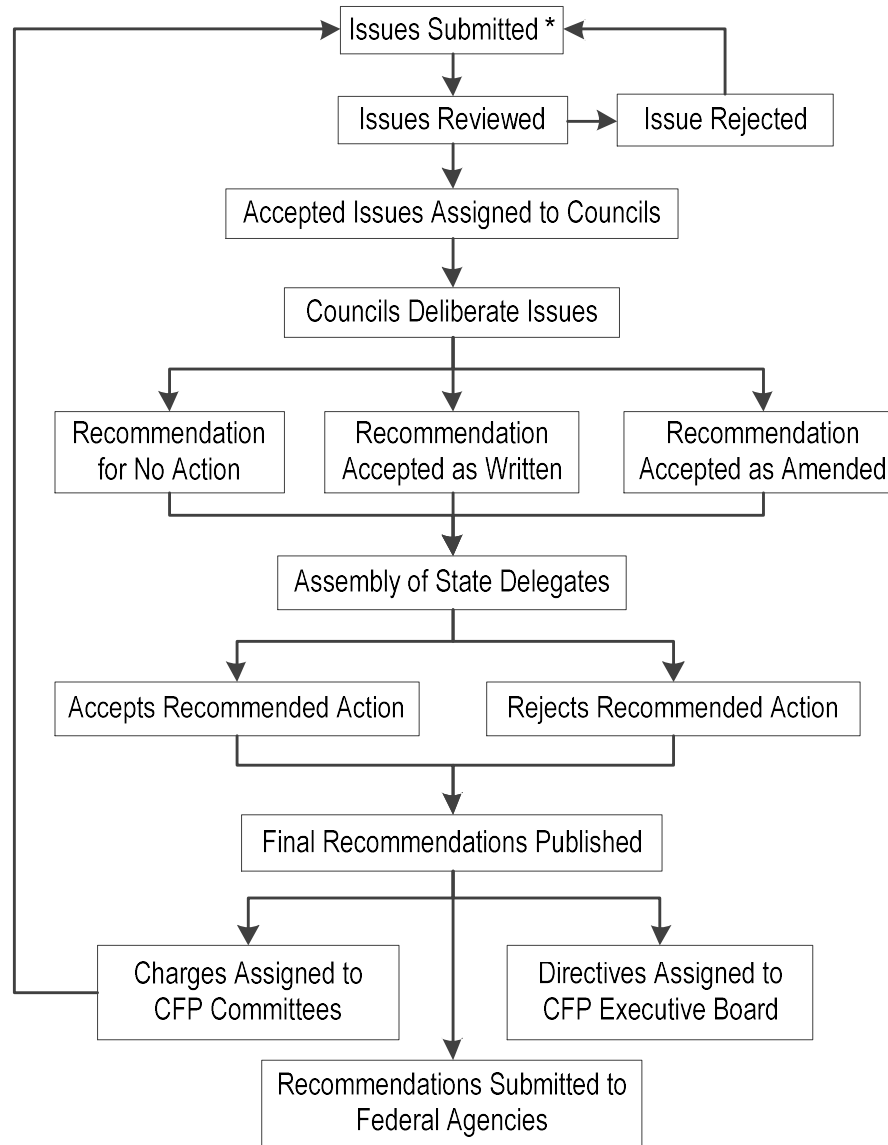 Issues Submitted *
Issues Reviewed
Issue Rejected
Accepted Issues Assigned to Councils
Councils Deliberate Issues
Recommendation
for No Action
Recommendation
Accepted as Written
Recommendation
Accepted as Amended
Assembly of State Delegates
Accepts Recommended Action
Rejects Recommended Action
Final Recommendations Published
Charges Assigned to
CFP Committees
Directives Assigned to
CFP Executive Board
Recommendations Submitted to
Federal Agencies